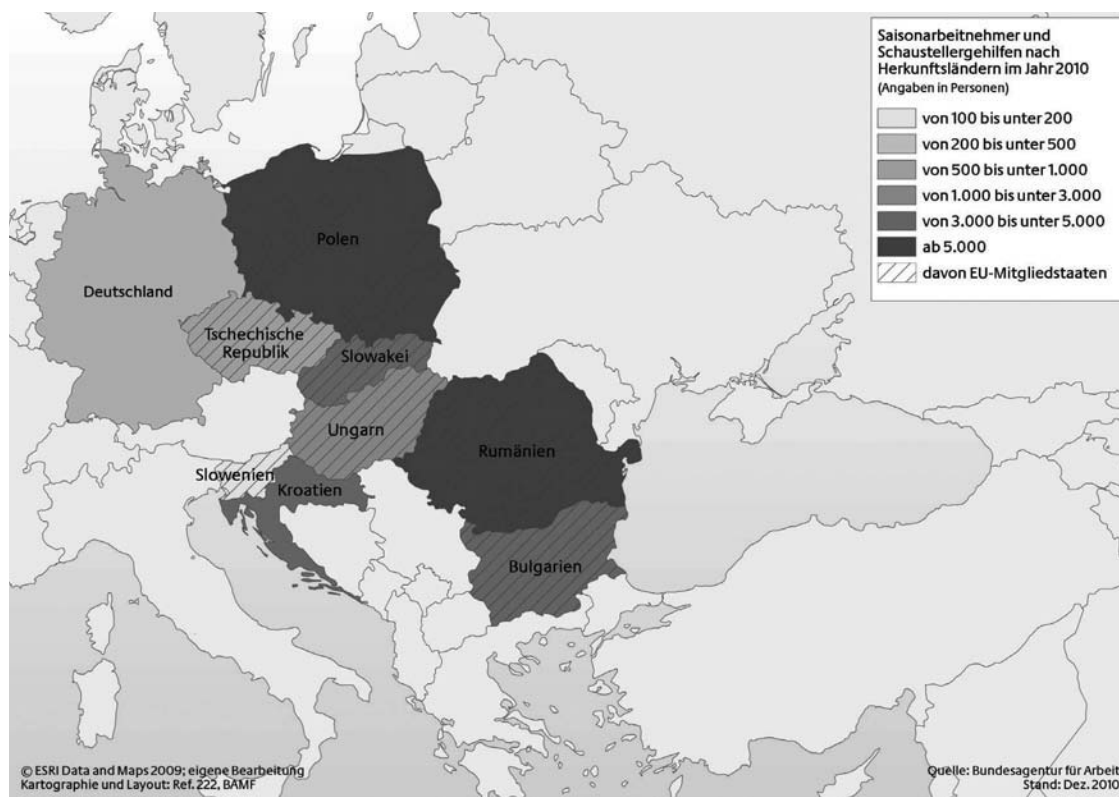 Saisonarbeitnehmer und
Schaustellergehilfen nach
Herkunftsländern im Jahr 2010
(Angaben in Personen)
von 100 bis unter 200
von 200 bis unter 500
von 500 bis unter 1.000
von 1.000 bis unter 3.000
von 3.000 bis unter 5.000
ab 5.000
davon EU-Mitgliedstaaten
Polen
Deutschland
Tschechische
Republik
Slowakei
Ungarn
Rumänien
Slowenien
Kroatien
Bulgarien
© ESRI Data and Maps 2009; eigene Bearbeitung
Kartographie und Layout: Ref. 222, BAMF
Quelle: Bundesagentur für Arbeit
Stand: Dez. 2010